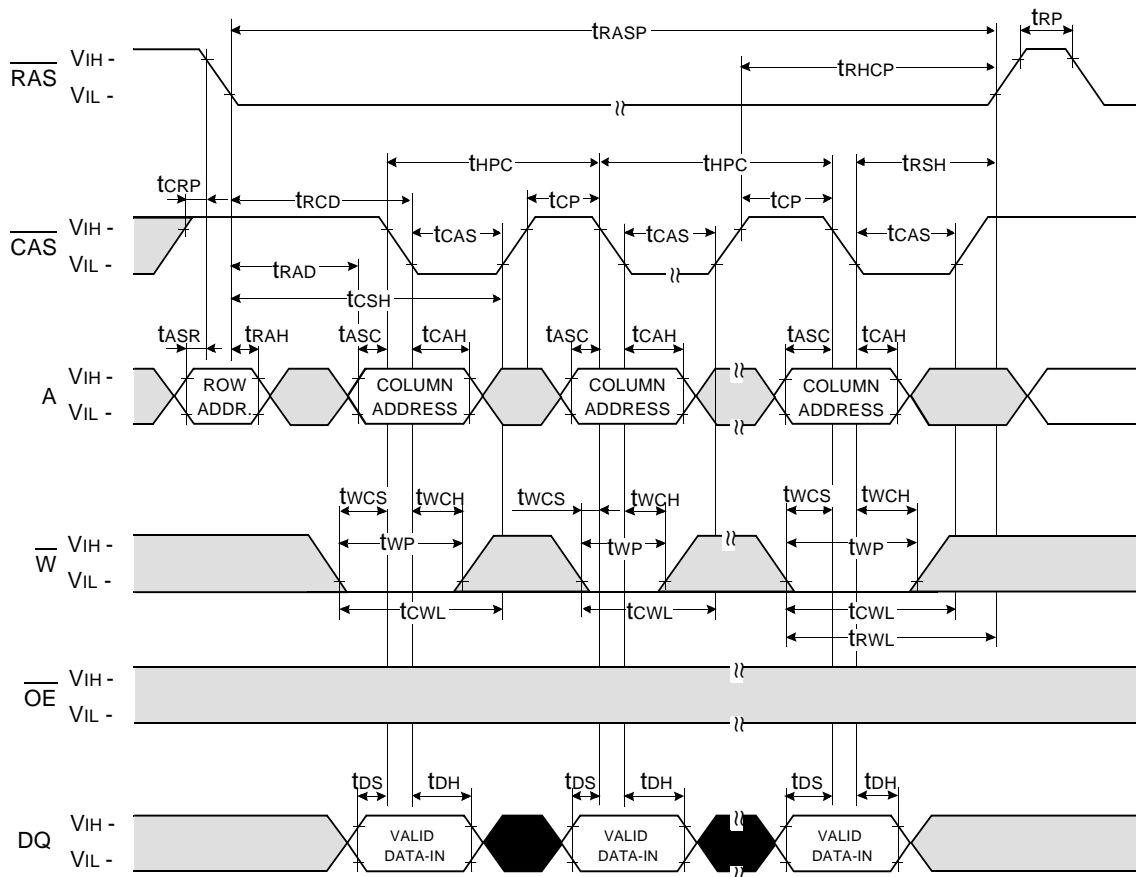 tRASP
tRP
VIH -
RAS
tRHCP
VIL -
tHPC
tHPC
tRSH
tCRP
tRCD
tCP
tCP
VIH -
CAS
tCAS
tCAS
tCAS
VIL -
tRAD
tCSH
tASR
tRAH
tASC
tCAH
tASC
tCAH
tASC
tCAH
VIH -
A
ROW
ADDR.
COLUMN
ADDRESS
COLUMN
ADDRESS
COLUMN
ADDRESS
VIL -
tWCS
tWCH
tWCS
tWCH
tWCS
tWCH
VIH -
W
tWP
tWP
tWP
VIL -
tCWL
tCWL
tCWL
tRWL
VIH -
OE
VIL -
tDS
tDH
tDS
tDH
tDS
tDH
VIH -
DQ
VALID
DATA-IN
VALID
DATA-IN
VALID
DATA-IN
VIL -